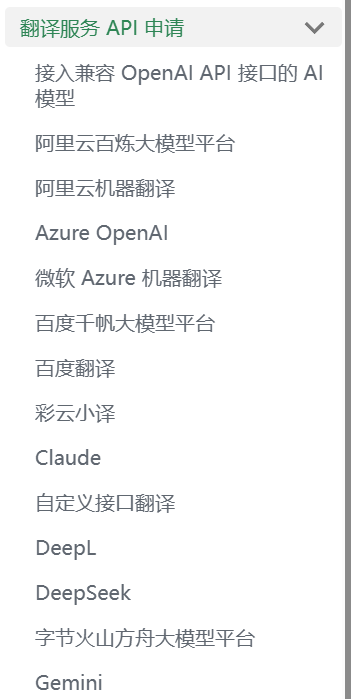 翻译服务 API 申请
接入兼容 OpenAI API 接口的 AI
模型
阿里云百炼大模型平台
阿里云机器翻译
Azure OpenAI
微软 Azure 机器翻译
百度千帆大模型平台
百度翻译
彩云小译
Claude
自定义接口翻译
DeepL
DeepSeek
字节火山方舟大模型平台
Gemini